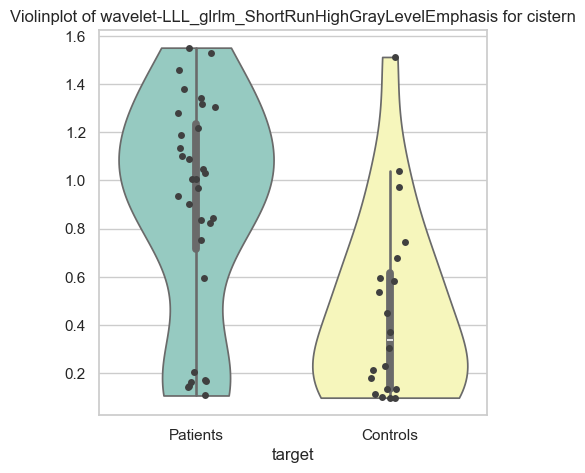 Violinplot of wavelet-LLL_glrlm_ShortRunHighGrayLevelEmphasis for cistern
1.6
1.4
1.2
1.0
0.8
0.6
0.4
0.2
Patients Controls
target